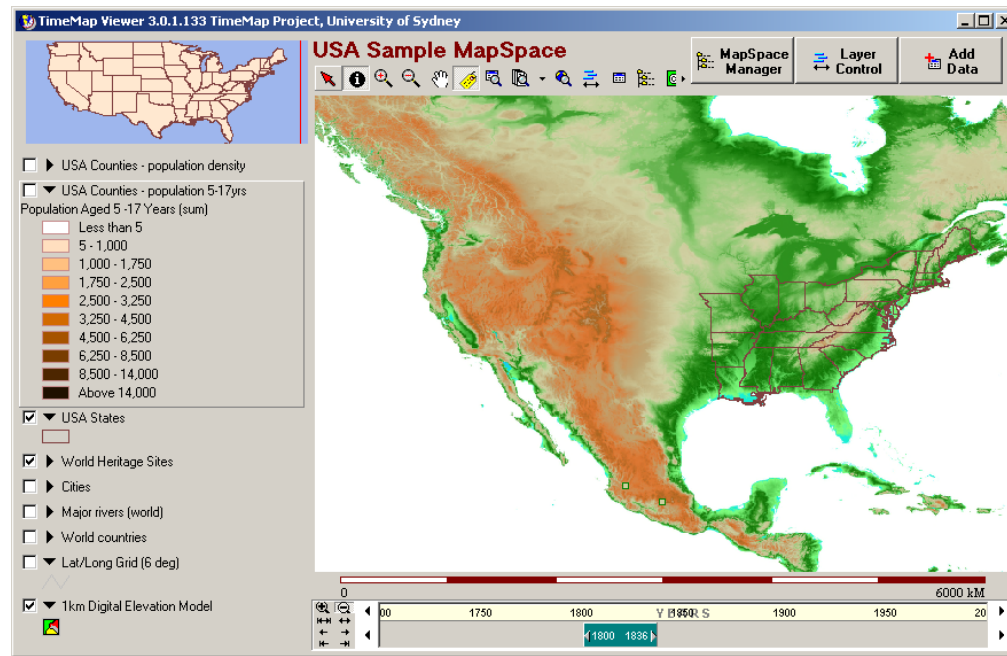 TimeMap Viewer 3.0.1.133 TimeMap Project, University of Sydney
USA Sample MapSpace
MapSpace Manager
Layer Control
Add Data
USA Counties - population density
USA Counties - population 5-17yrs
Population Aged 5 -17 Years (sum)
Less than 5
5 - 1,000
1,000 - 1,750
1,750 - 2,500
2,500 - 3,250
3,250 - 4,500
4,500 - 6,250
6,250 - 8,500
8,500 - 14,000
Above 14,000
USA States
World Heritage Sites
Cities
Major rivers (world)
World countries
Lat/Long Grid (6 deg)
1km Digital Elevation Model
0 6000 kM
00 1750 1800 1850 1900 1950 20
1800 1836